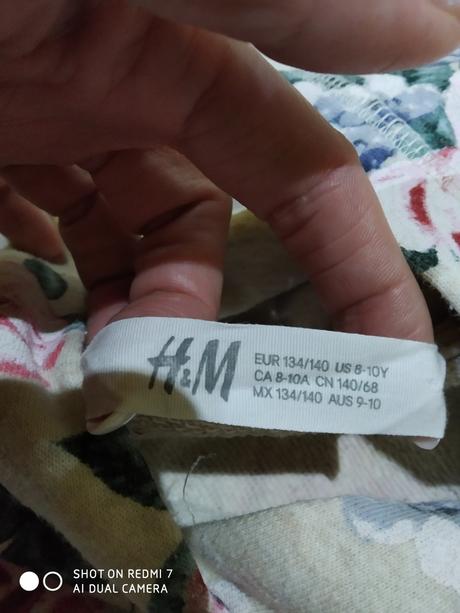 H&M
EUR 134/140 US 8-10Y
CA 8-10A CN 140/68
MX 134/140 AUS 9-10
SHOT ON REDMI 7
AI DUAL CAMERA